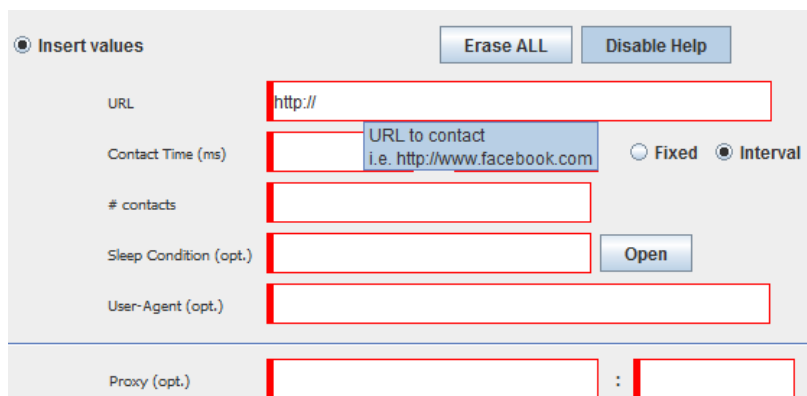 Insert values Erase ALL Disable Help
URL http://
URL to contact
Contact Time (ms) i.e. http://www.facebook.com Fixed Interval
# contacts
Sleep Condition (opt.) Open
User-Agent (opt.)
Proxy (opt.) :